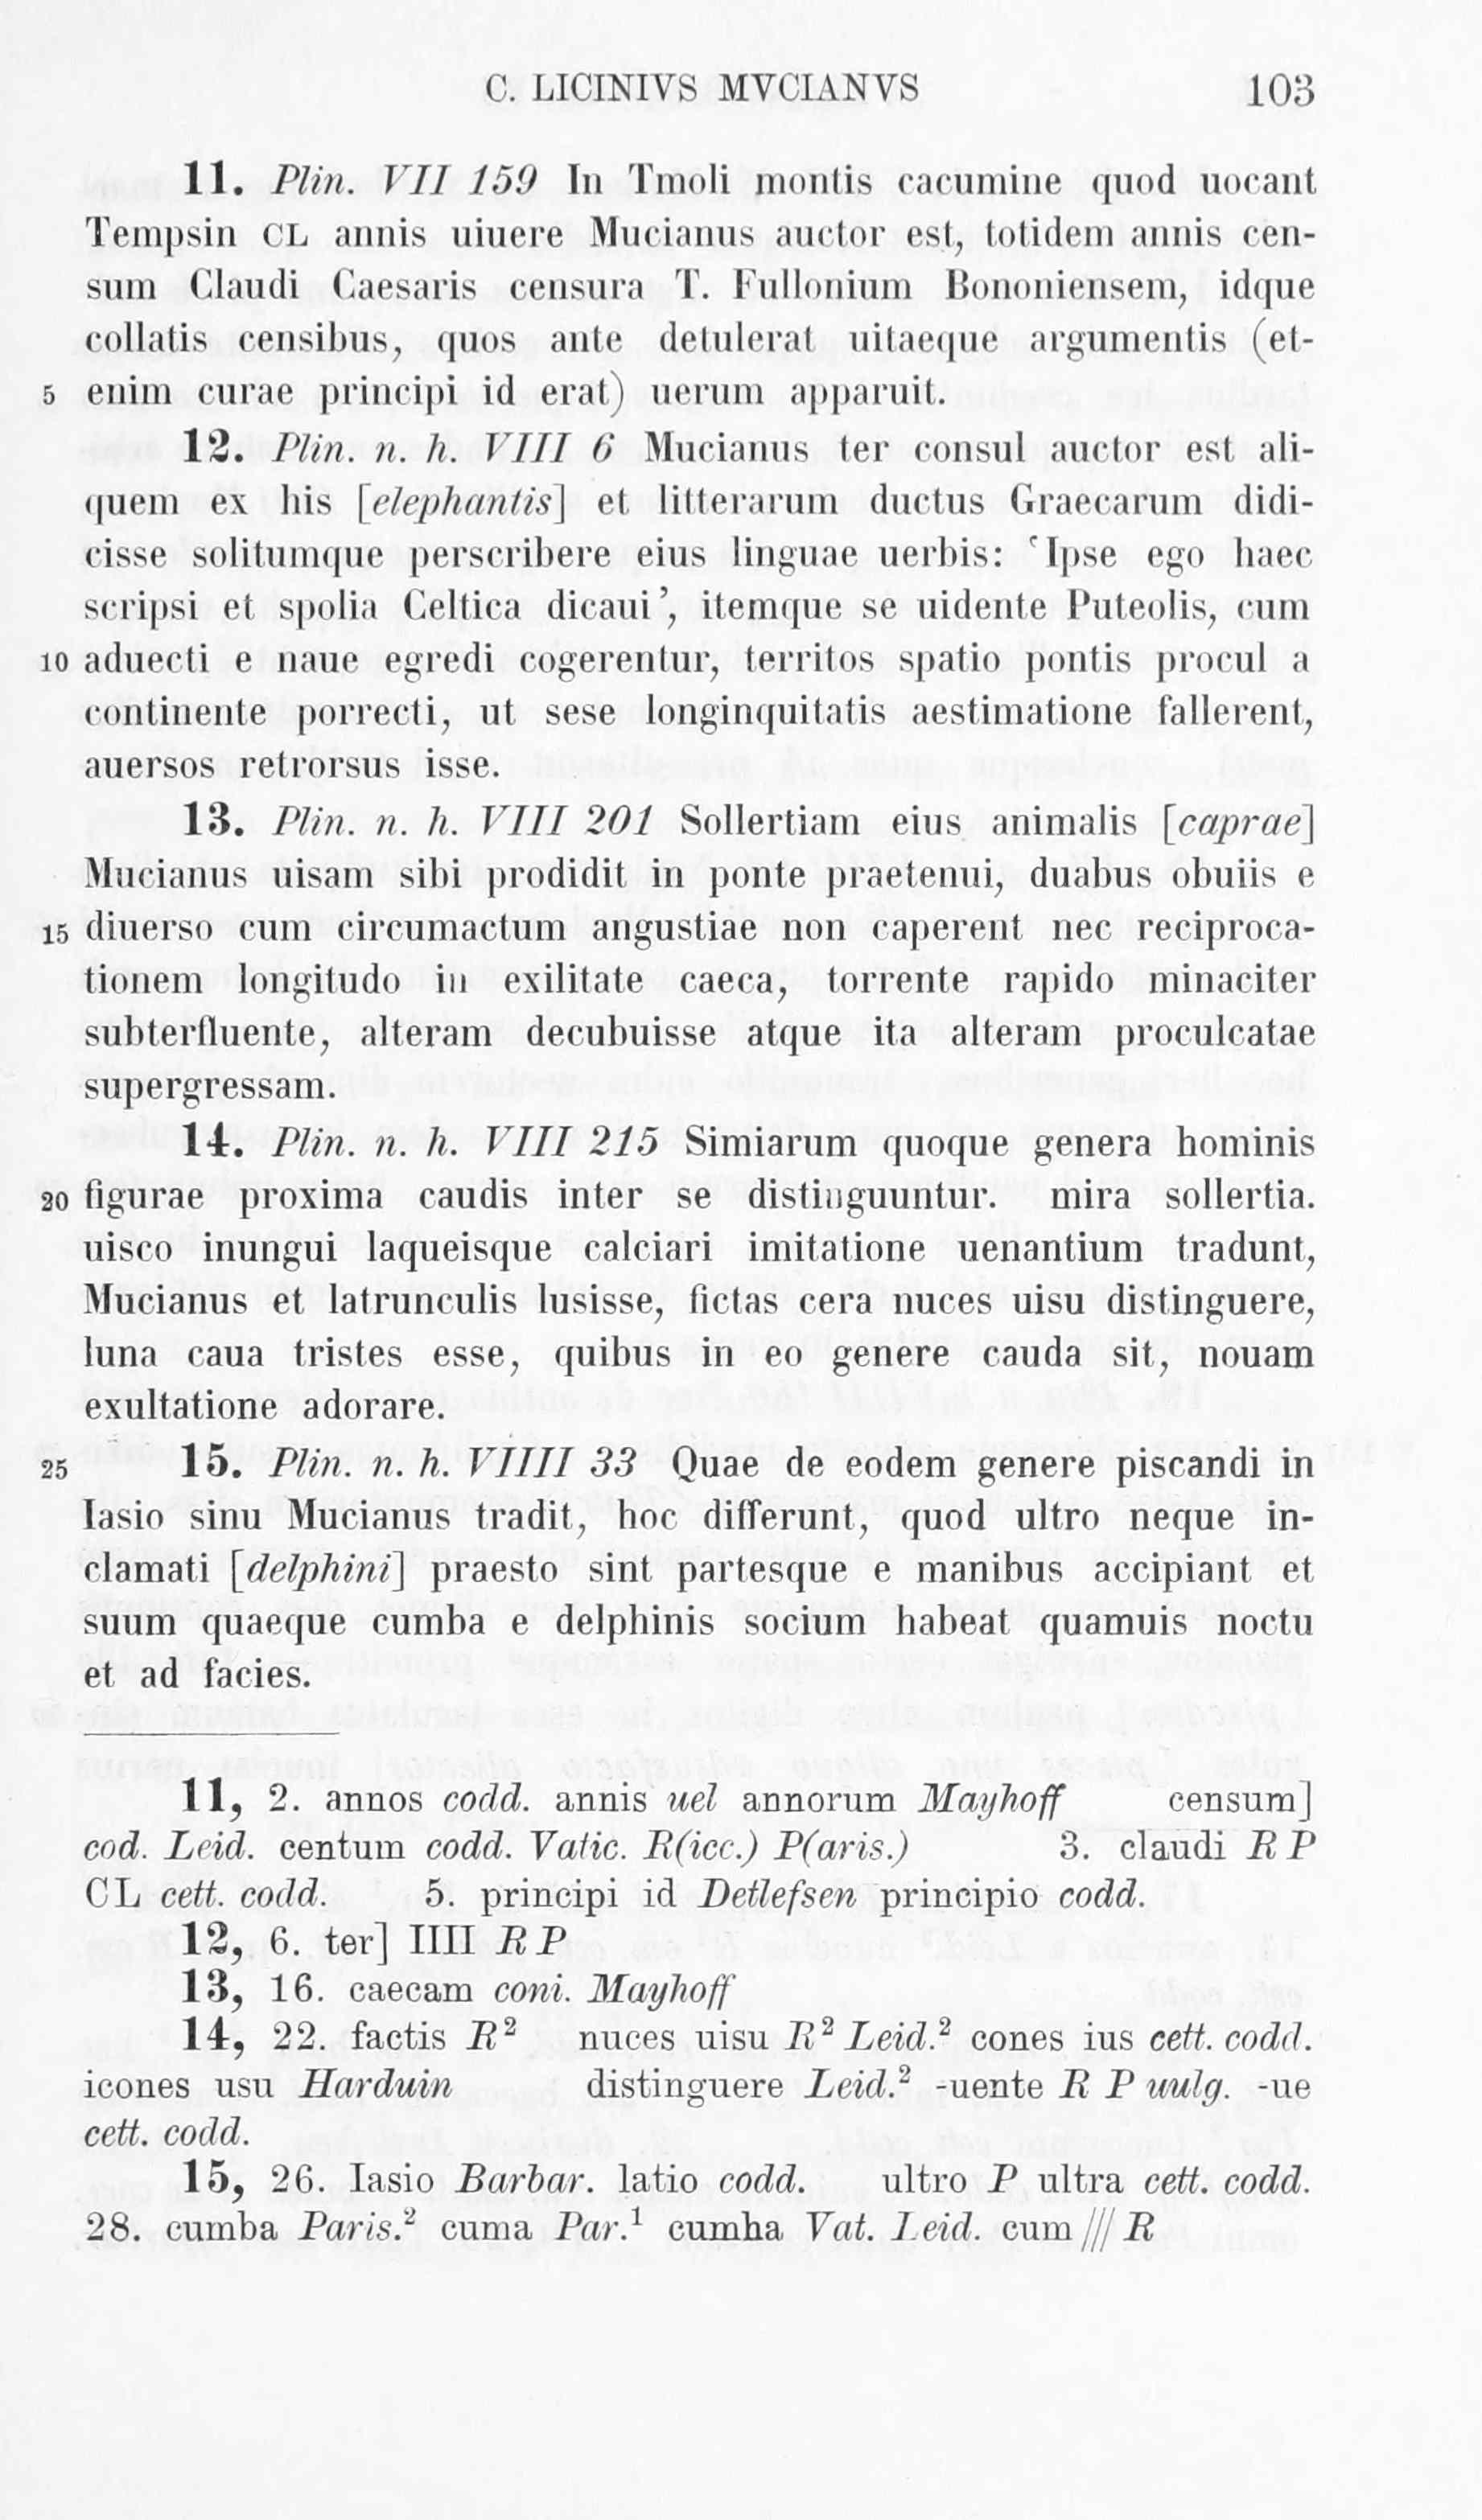 C. LICINIVS MVCIANVS 103
11. Plin. VII 159 In Tmoli montis cacumine quod uocant
Tempsin CL annis uiuere Mucianus auctor est, totidem annis cen-
sum Claudi Caesaris censura T. Fullonium Bononiensem, idque
collatis censibus, quos ante detulerat uitaeque argumentis (et-
5 enim curae principi id erat) uerum apparuit.
12. Plin. n. h. VIII 6 Mucianus ter consul auctor est ali-
quem ex his [elephantis] et litterarum ductus Graecarum didi-
cisse solitumque perscribere eius linguae uerbis: ‛Ipse ego haec
scripsi et spolia Celtica dicaui’, itemque se uidente Puteolis, cum
10 aduecti e naue egredi cogerentur, territos spatio pontis procul a
continente porrecti, ut sese longinquitatis aestimatione fallerent,
auersos retrorsus isse.
13. Plin. n. h. VIII 201 Sollertiam eius animalis [caprae]
Mucianus uisam sibi prodidit in ponte praetenui, duabus obuiis e
15 diuerso cum circumactum angustiae non caperent nec reciproca-
tionem longitudo in exilitate caeca, torrente rapido minaciter
subterfluente, alteram decubuisse atque ita alteram proculcatae
supergressam.
14. Plin. n. h. VIII 215 Simiarum quoque genera hominis
20 figurae proxima caudis inter se distinguuntur. mira sollertia.
uisco inungui laqueisque calciari imitatione uenantium tradunt,
Mucianus et latrunculis lusisse, fictas cera nuces uisu distinguere,
luna caua tristes esse, quibus in eo genere cauda sit, nouam
exultatione adorare.
25 15. Plin. n. h. VIIII 33 Quae de eodem genere piscandi in
Iasio sinu Mucianus tradit, hoc differunt, quod ultro neque in-
clamati [delphini] praesto sint partesque e manibus accipiant et
suum quaeque cumba e delphinis socium habeat quamuis noctu
et ad facies.
11, 2. annos codd. annis uel annorum Mayhoff censum]
cod. Leid. centum codd. Vatic. R(icc.) P(aris.) 3. claudi R P
CL cett. codd. 5. principi id Detlefsen principio codd.
12, 6. ter] IIII R P
13, 16. caecam coni. Mayhoff
14, 22. factis R² nuces uisu R² Leid.² cones ius cett. codd.
icones usu Harduin distinguere Leid.² -uente R P uulg. -ue
cett. codd.
15, 26. Iasio Barbar. latio codd. ultro P ultra cett. codd.
28. cumba Paris.² cuma Par.¹ cumha Vat. Leid. cum /// R